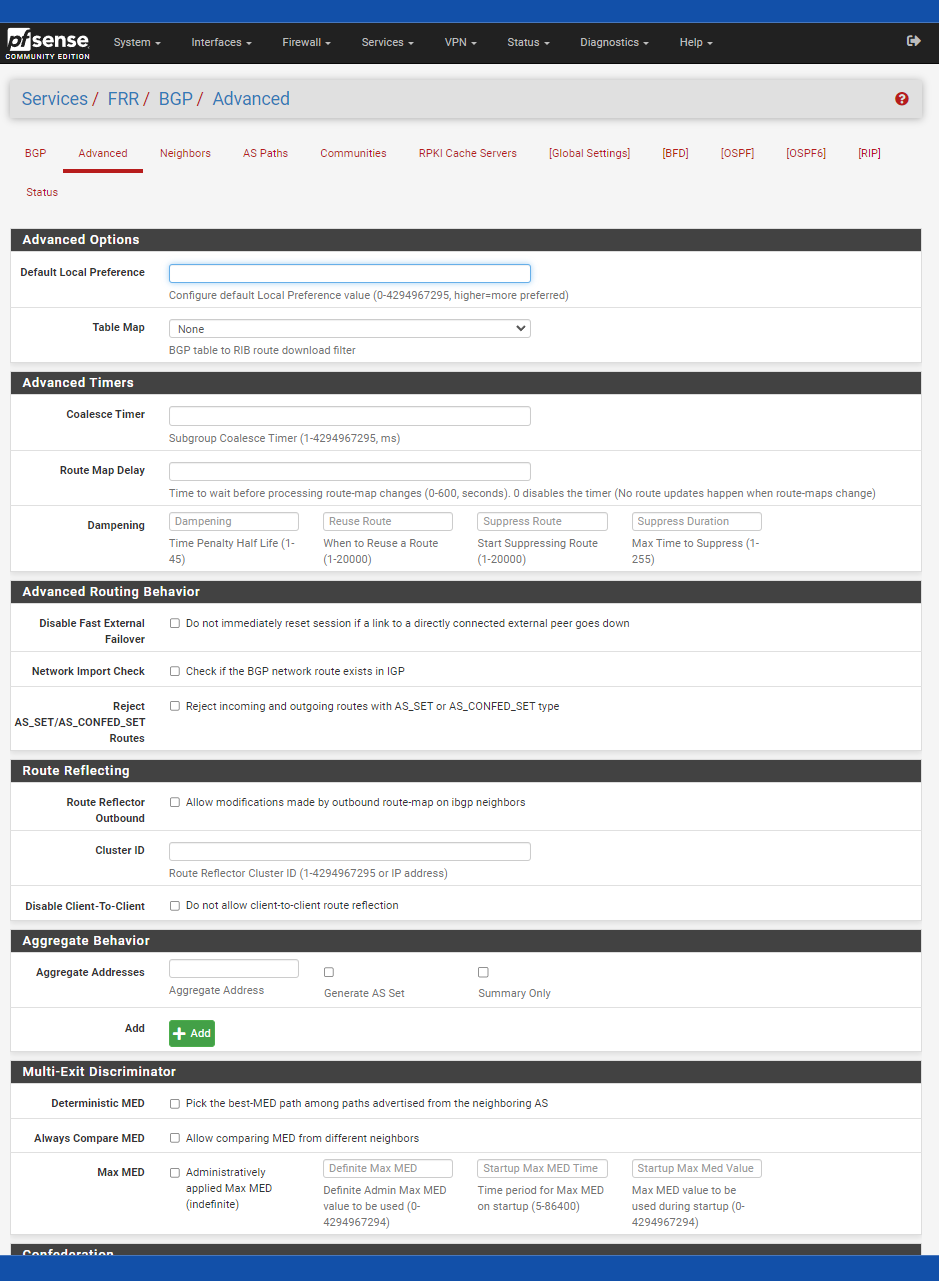 pfsense
COMMUNITY EDITION
System Interfaces Firewall Services VPN Status Diagnostics Help
Services / FRR / BGP / Advanced
BGP Advanced Neighbors AS Paths Communities RPKI Cache Servers [Global Settings] [BFD] [OSPF] [OSPF6] [RIP]
Status
Advanced Options
Default Local Preference
Configure default Local Preference value (0-4294967295, higher=more preferred)
Table Map None
BGP table to RIB route download filter
Advanced Timers
Coalesce Timer
Subgroup Coalesce Timer (1-4294967295, ms)
Route Map Delay
Time to wait before processing route-map changes (0-600, seconds). 0 disables the timer (No route updates happen when route-maps change)
Dampening Dampening Reuse Route Suppress Route Suppress Duration
Time Penalty Half Life (1- When to Reuse a Route Start Suppressing Route Max Time to Suppress (1-
45) (1-20000) (1-20000) 255)
Advanced Routing Behavior
Disable Fast External Do not immediately reset session if a link to a directly connected external peer goes down
Failover
Network Import Check Check if the BGP network route exists in IGP
Reject Reject incoming and outgoing routes with AS_SET or AS_CONFED_SET type
AS_SET/AS_CONFED_SET
Routes
Route Reflecting
Route Reflector Allow modifications made by outbound route-map on ibgp neighbors
Outbound
Cluster ID
Route Reflector Cluster ID (1-4294967295 or IP address)
Disable Client-To-Client Do not allow client-to-client route reflection
Aggregate Behavior
Aggregate Addresses
Aggregate Address Generate AS Set Summary Only
Add Add
Multi-Exit Discriminator
Deterministic MED Pick the best-MED path among paths advertised from the neighboring AS
Always Compare MED Allow comparing MED from different neighbors
Max MED Administratively Definite Max MED Startup Max MED Time Startup Max Med Value
applied Max MED Definite Admin Max MED Time period for Max MED Max MED value to be
(indefinite) value to be used (0- on startup (5-86400) used during startup (0-
4294967294) 4294967294)
Confederation